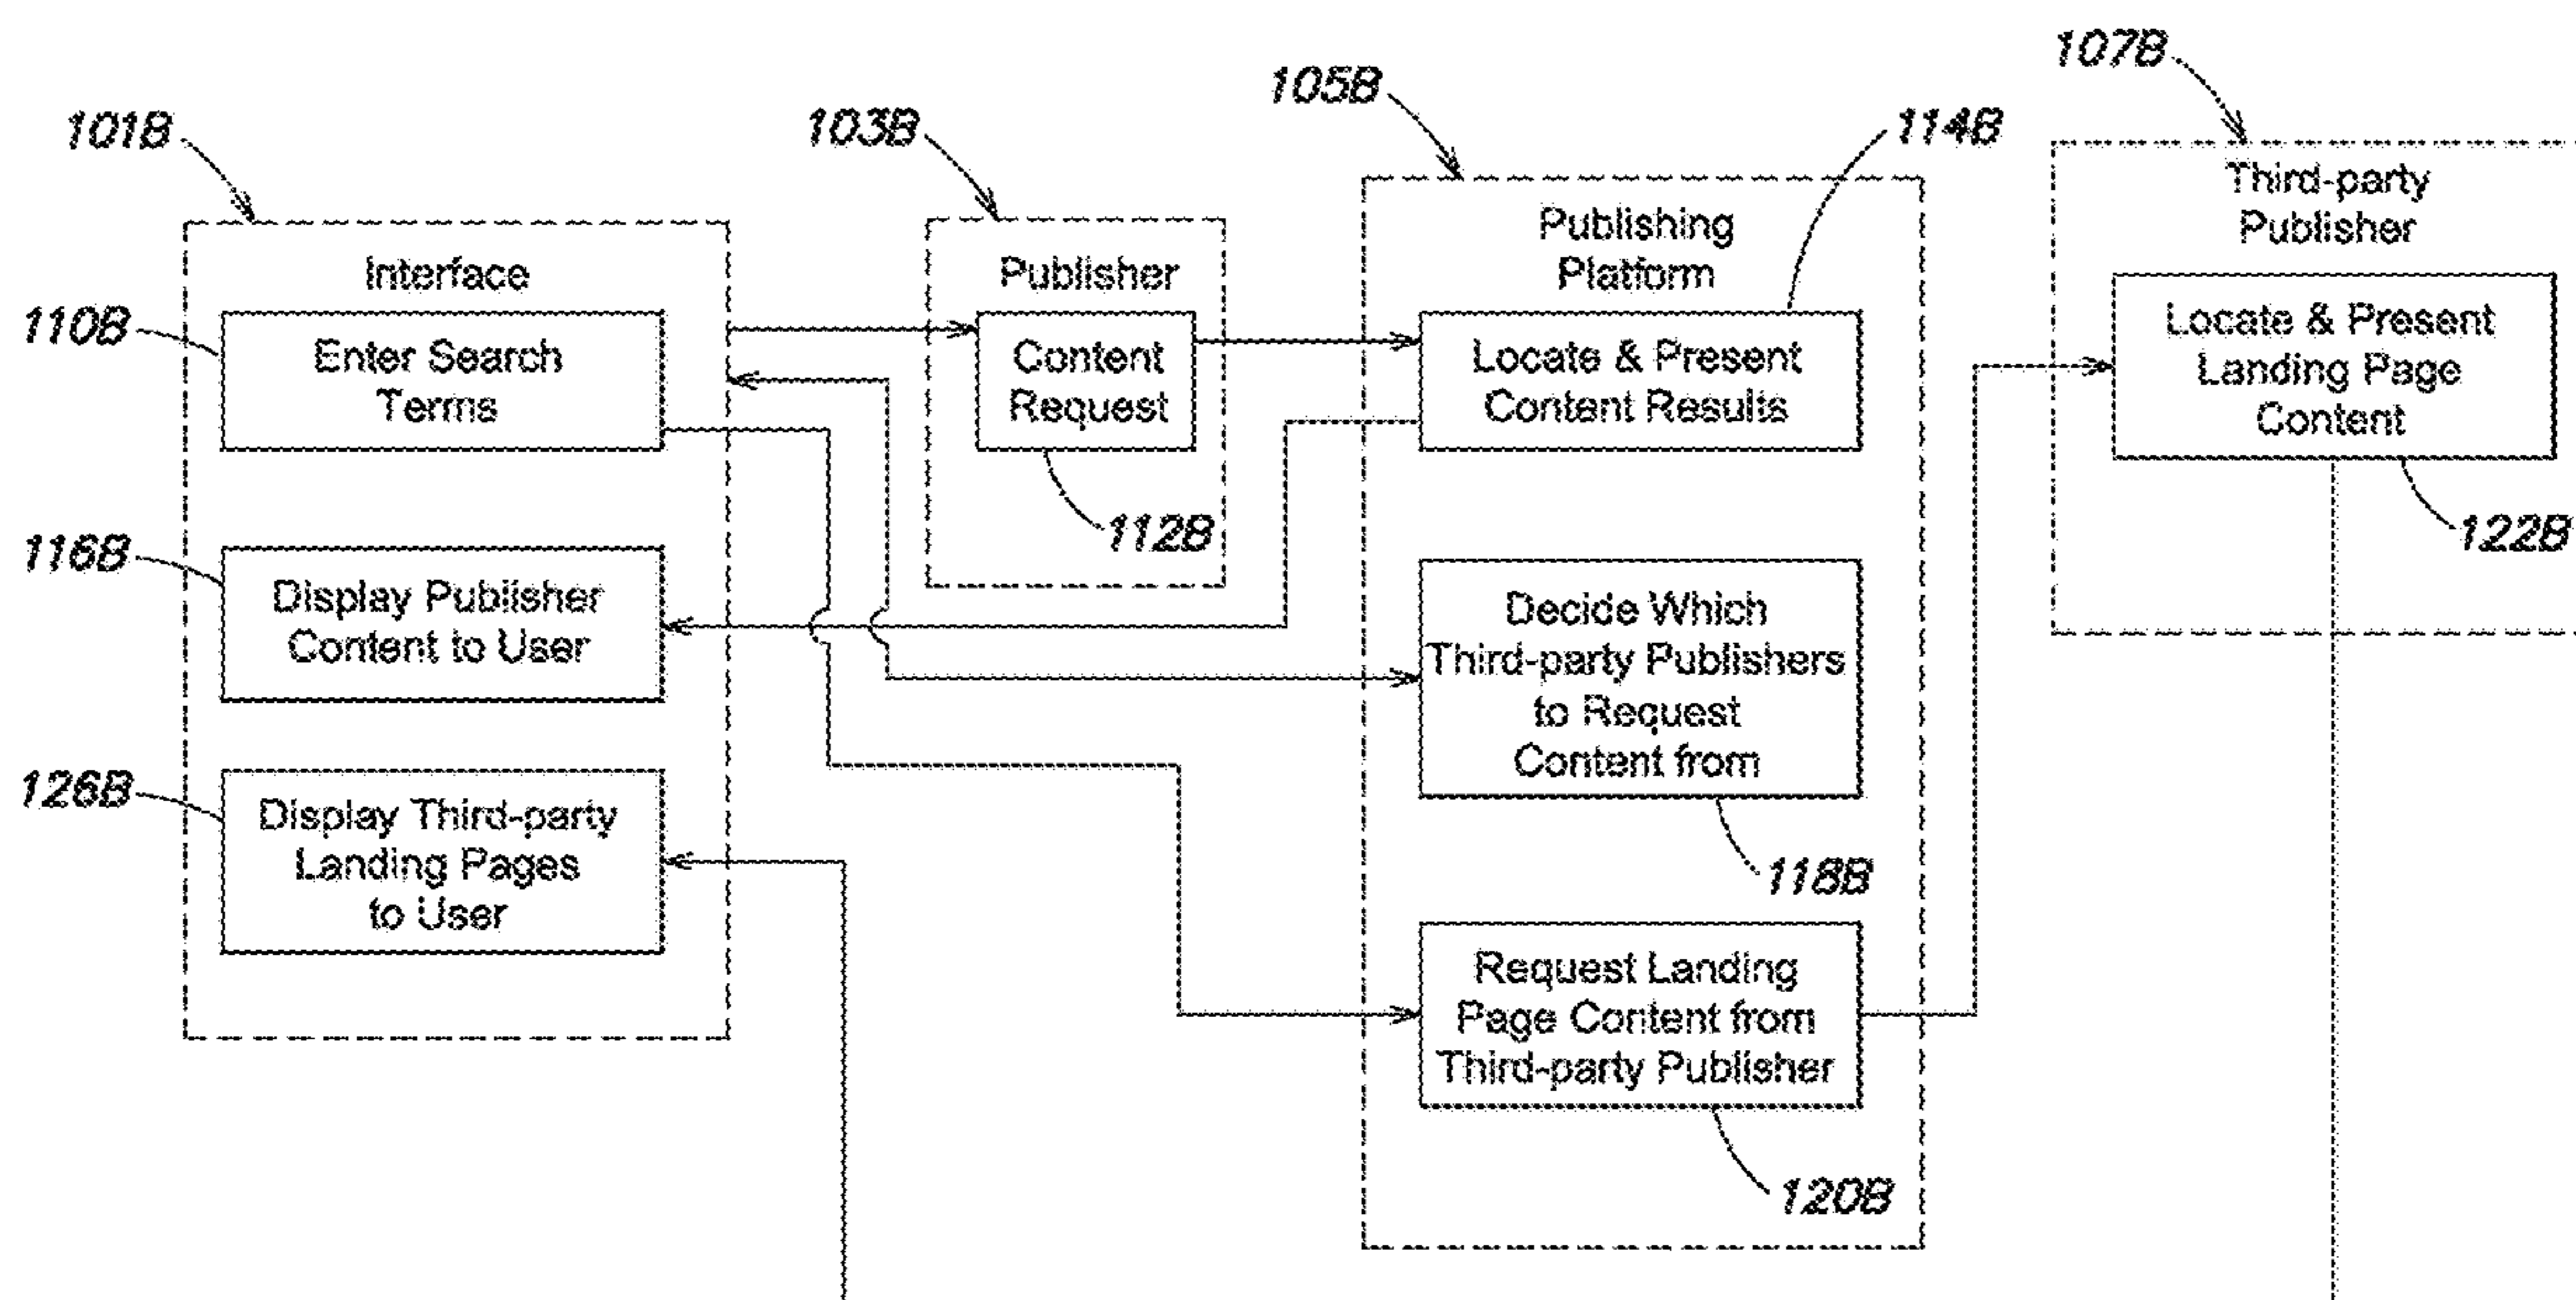 101B
Interface
110B
Enter Search
Terms
116B
Display Publisher
Content to User
126B
Display Third-party
Landing Pages
to User
103B
Publisher
Content
Request
112B
105B
Publishing
Platform
114B
Locate & Present
Content Results
Decide Which
Third-party Publishers
to Request
Content from
118B
Request Landing
Page Content from
Third-party Publisher
120B
107B
Third-party
Publisher
Locate & Present
Landing Page
Content
122B